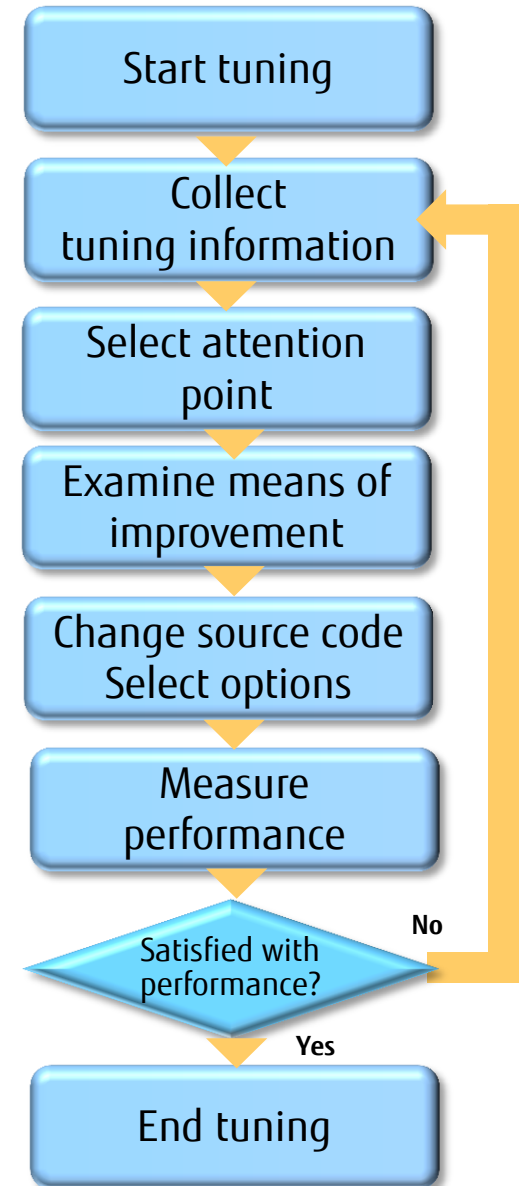 Start tuning
Collect
tuning information
Select attention
point
Examine means of
improvement
Change source code
Select options
Measure
performance
Satisfied with
performance?
No
Yes
End tuning